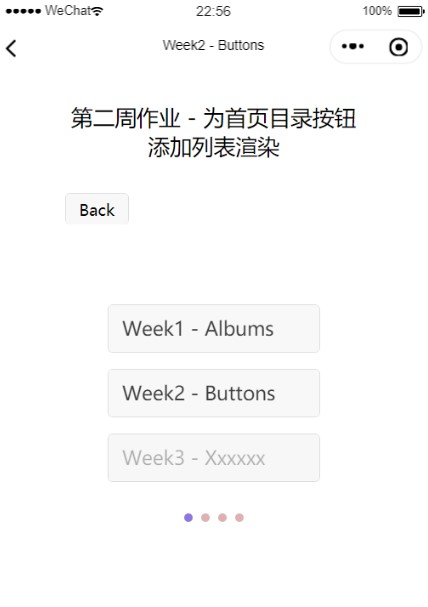 WeChat
22:56
100%
Week2 - Buttons
第二周作业 - 为首页目录按钮
添加列表渲染
Back
Week1 - Albums
Week2 - Buttons
Week3 - Xxxxxx